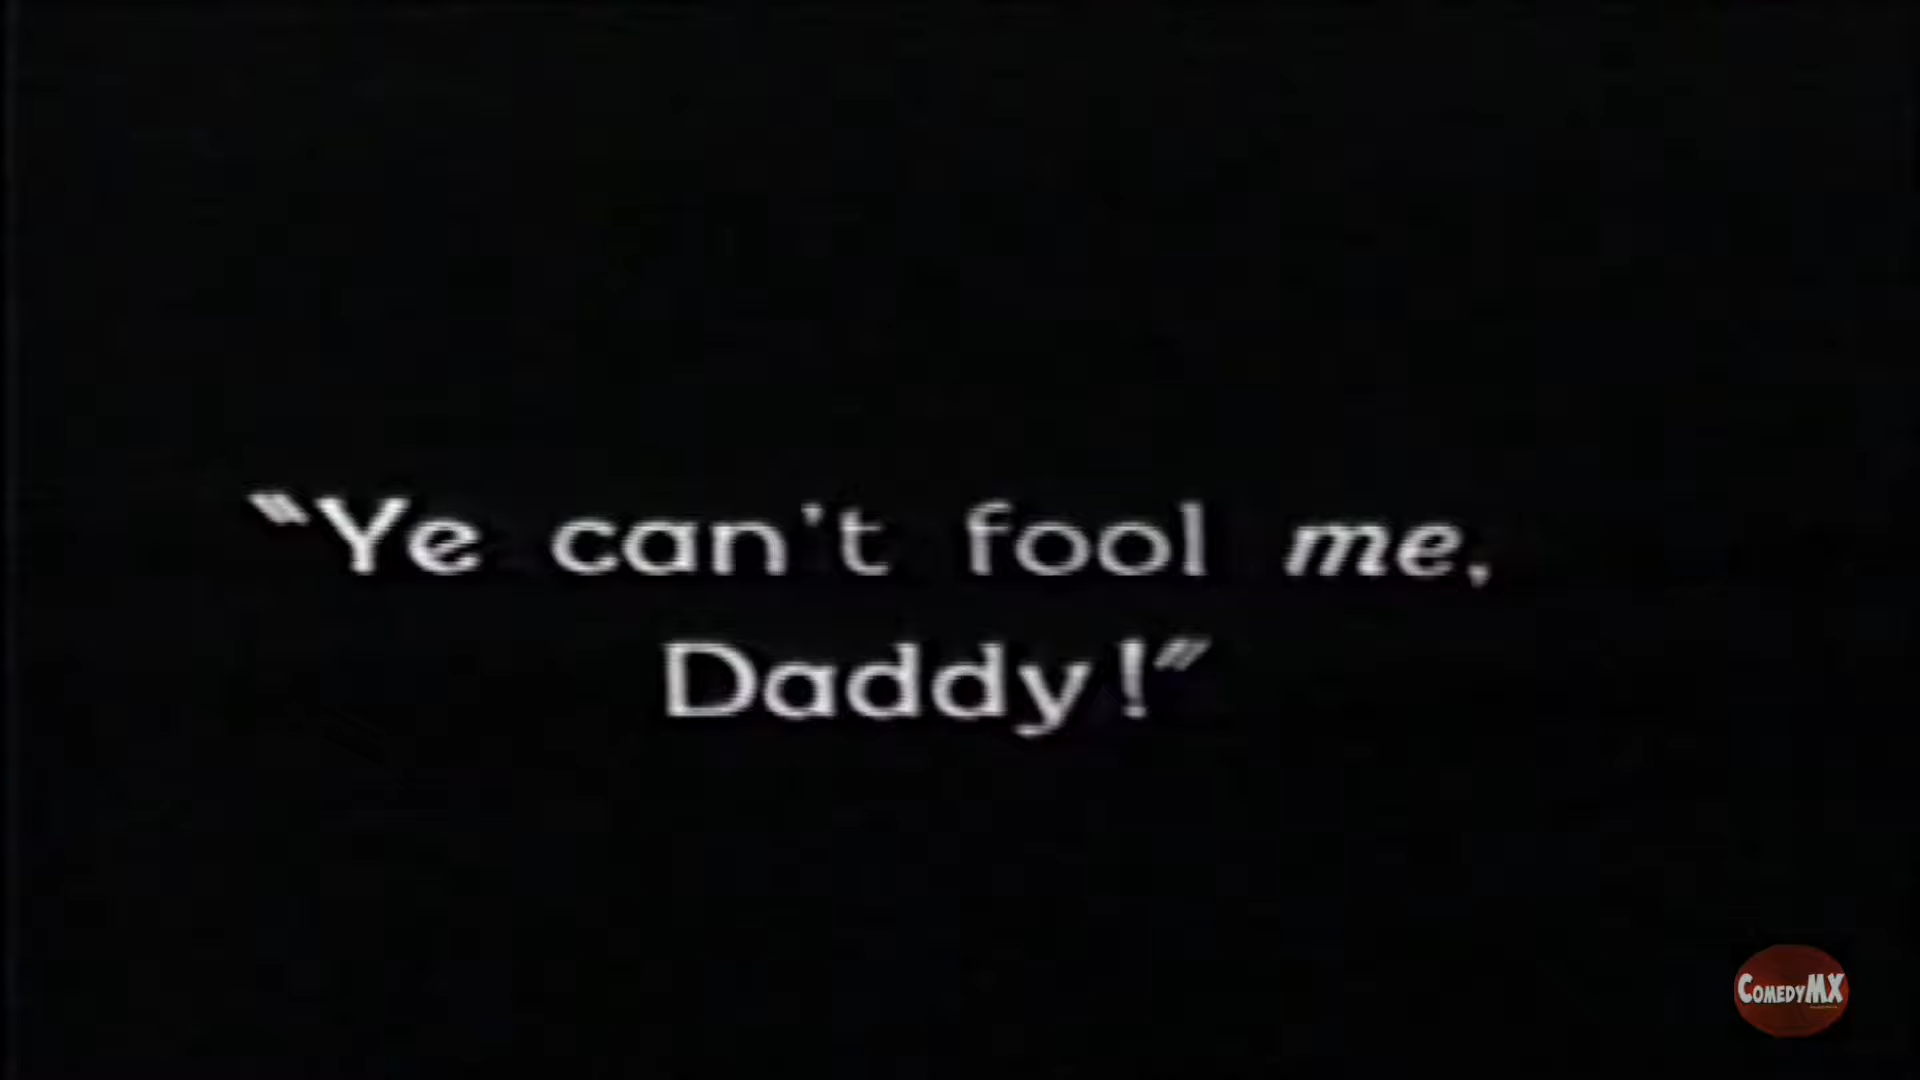 “Ye can't fool me,
Daddy!”
COMEDYMX